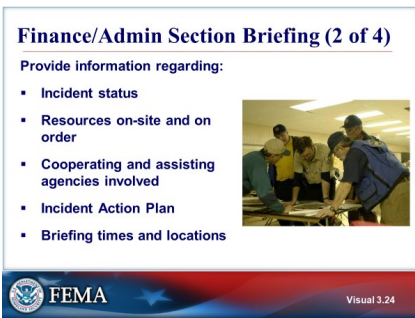 Finance/Admin Section Briefing (2 of 4)
Provide information regarding:
▪ Incident status
▪ Resources on-site and on
order
▪ Cooperating and assisting
agencies involved
▪ Incident Action Plan
▪ Briefing times and locations
FEMA
Visual 3.24